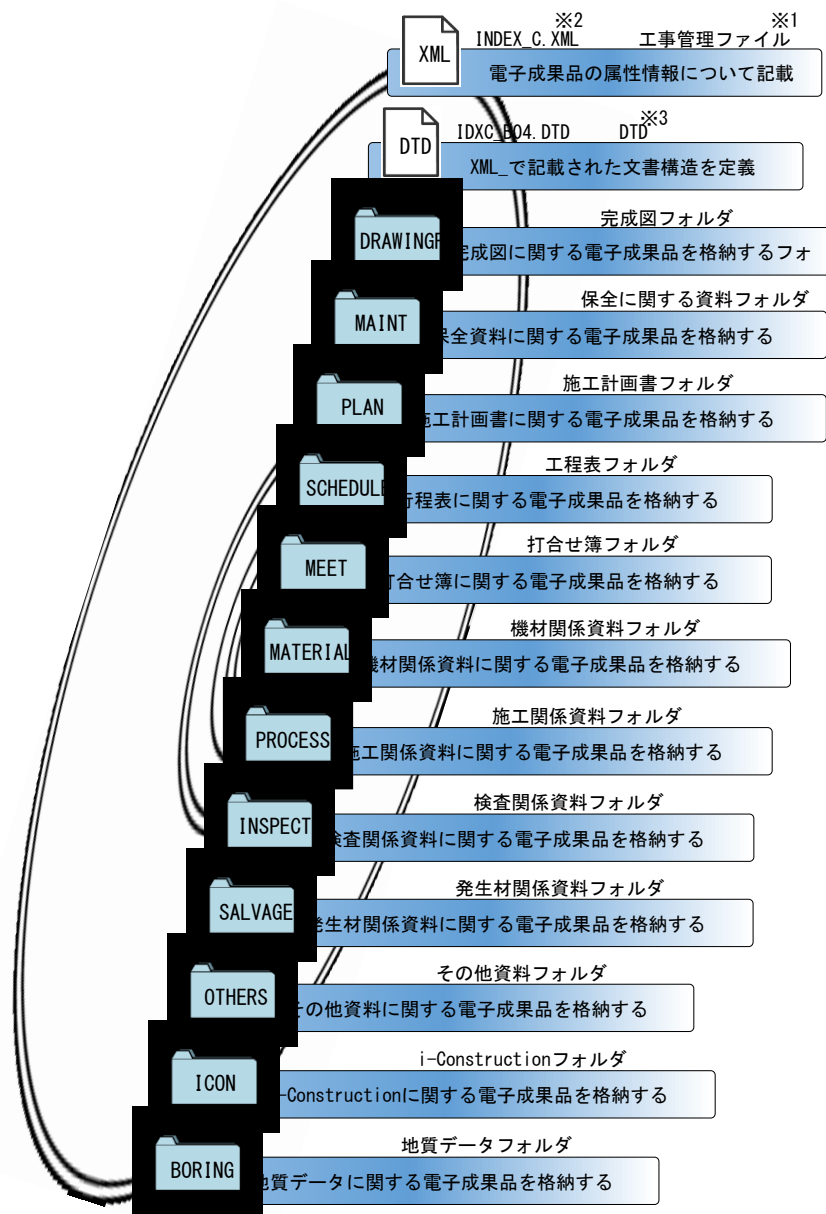 ※2 ※1
XML INDEX_C.XML 工事管理ファイル
電子成果品の属性情報について記載
※3
DTD IDXC_B04.DTD DTD
XML_で記載された文書構造を定義
完成図フォルダ
DRAWINGF 完成図に関する電子成果品を格納するフォ
保全に関する資料フォルダ
MAINT 保全資料に関する電子成果品を格納する
施工計画書フォルダ
PLAN 施工計画書に関する電子成果品を格納する
工程表フォルダ
SCHEDULE 行程表に関する電子成果品を格納する
打合せ簿フォルダ
MEET 打合せ簿に関する電子成果品を格納する
機材関係資料フォルダ
MATERIAL 機材関係資料に関する電子成果品を格納する
施工関係資料フォルダ
PROCESS 施工関係資料に関する電子成果品を格納する
検査関係資料フォルダ
INSPECT 検査関係資料に関する電子成果品を格納する
発生材関係資料フォルダ
SALVAGE 発生材関係資料に関する電子成果品を格納する
その他資料フォルダ
OTHERS その他資料に関する電子成果品を格納する
i-Constructionフォルダ
ICON -Constructionに関する電子成果品を格納する
地質データフォルダ
BORING 地質データに関する電子成果品を格納する